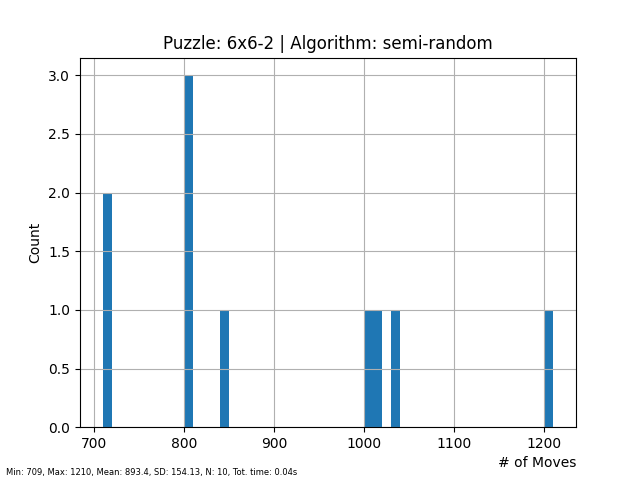 Puzzle: 6x6-2 | Algorithm: semi-random
3.0
2.5
2.0
1.5
1.0
0.5
0.0
Count
700 800 900 1000 1100 1200
# of Moves
Min: 709, Max: 1210, Mean: 893.4, SD: 154.13, N: 10, Tot. time: 0.04s